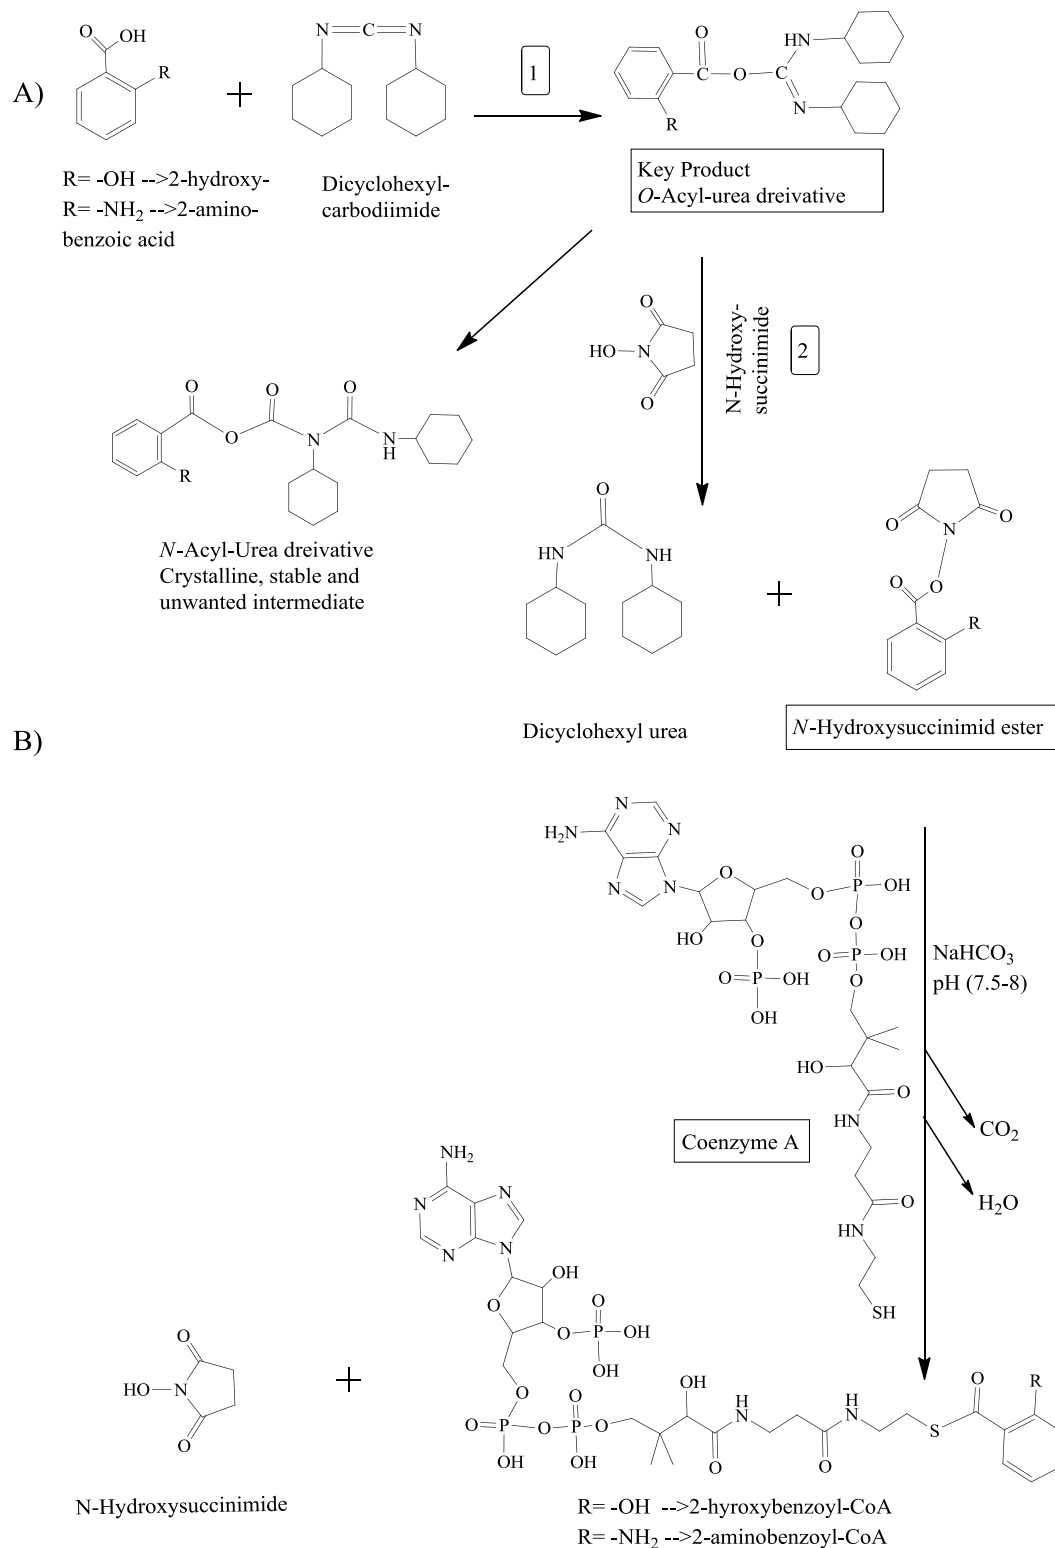 A)
O
OH
R
R= -OH -->2-hydroxy-
R= -NH2 -->2-amino-
benzoic acid
N
C
N
Dicyclohexyl-
carbodiimide
1
O
C
O
C
HN
N
R
Key Product
O-Acyl-urea dreivative
O
HO
N
O
N-Hydroxy-
succinimide
2
O
O
O
O
N
N
H
R
N-Acyl-Urea dreivative
Crystalline, stable and
unwanted intermediate
O
HN
NH
Dicyclohexyl urea
O
N
O
O
O
R
N-Hydroxysuccinimid ester
B)
H2N
N
N
N
N
O
HO
O
O
P
OH
OH
O
O
P
OH
O
O
P
OH
O
HO
O
HN
O
HN
SH
Coenzyme A
NaHCO3
pH (7.5-8)
CO2
H2O
NH2
N
N
N
N
OH
O
O
O
P
OH
OH
O
O
P
OH
O
O
P
OH
O
OH
O
H
N
O
H
N
S
O
R
O
HO
N
O
N-Hydroxysuccinimide
R= -OH -->2-hyroxybenzoyl-CoA
R= -NH2 -->2-aminobenzoyl-CoA